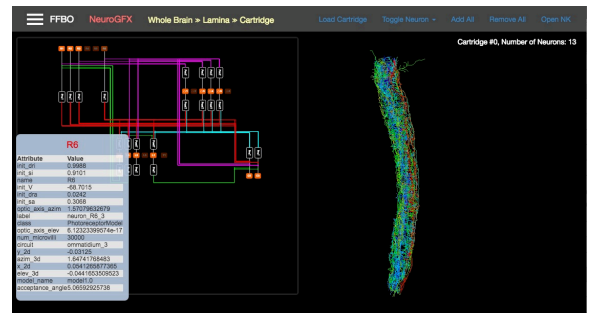 FFBO NeuroGFX Whole Brain » Lamina » Cartridge Load Cartridge Toggle Neuron Add All Remove All Open NK
Cartridge #0, Number of Neurons: 13
R6
Attribute Value
init_dri 0.9988
init_si 0.9101
name R6
init_V -68.7015
init_dra 0.0242
init_sa 0.3068
optic_axis_azim 1.57079632679
label neuron_R6_3
class PhotoreceptorModel
optic_axis_elev 6.12323399574e-17
num_microvilli 30000
circuit ommatidium_3
y_2d -0.03125
azim_3d 1.64741768483
x_2d 0.0541265877365
elev_3d -0.0441653509523
model_name model1.0
acceptance_angle 5.06592925738